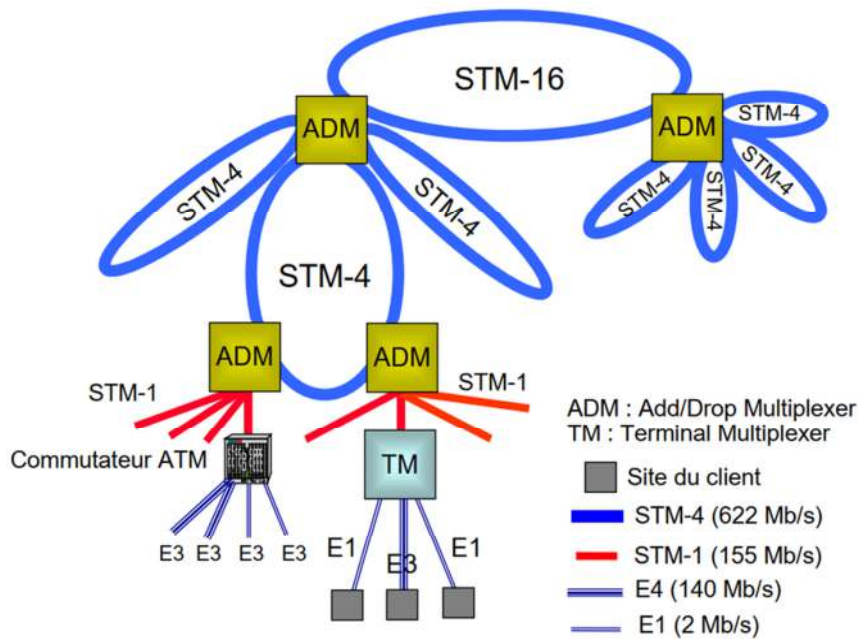 STM-16
ADM
ADM
STM-4
STM-4
STM-4
STM-4
STM-4
STM-4
STM-4
ADM
ADM
STM-1
STM-1
ADM : Add/Drop Multiplexer
TM : Terminal Multiplexer
Commutateur ATM
TM
Site du client
STM-4 (622 Mb/s)
E3
E3
E3
E3
E1
E3
E1
STM-1 (155 Mb/s)
E4 (140 Mb/s)
E1 (2 Mb/s)